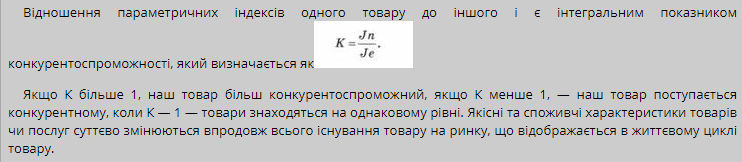 Відношення параметричних індексів одного товару до іншого і є інтегральним показником
конкурентоспроможності, який визначається як K = Jn / Je.
Якщо К більше 1, наш товар більш конкурентоспроможний, якщо К менше 1, — наш товар поступається
конкурентному, коли К — 1 — товари знаходяться на однаковому рівні. Якісні та споживчі характеристики товарів
чи послуг суттєво змінюються впродовж всього існування товару на ринку, що відображається в життєвому циклі
товару.